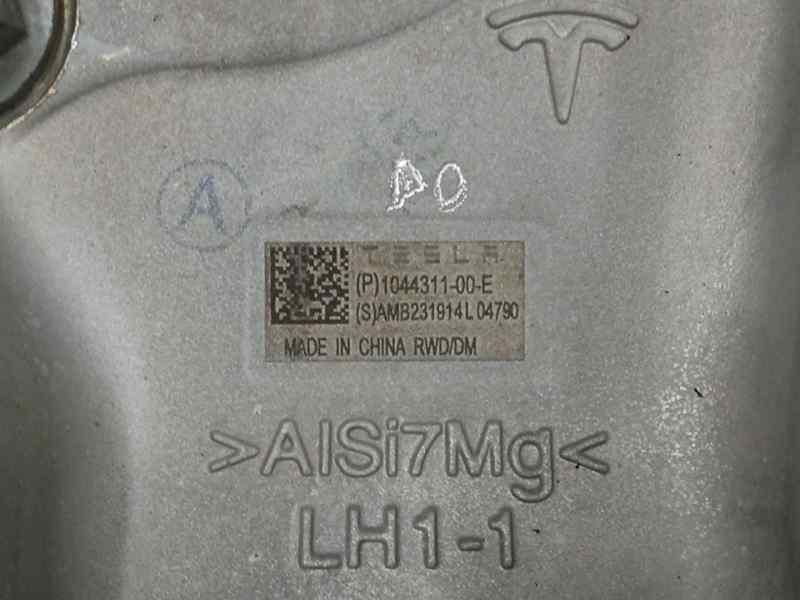 A
TESLA
(P)1044311-00-E
(S)AMB231914L04790
MADE IN CHINA RWD/DM
>AlSi7Mg<
LH1-1